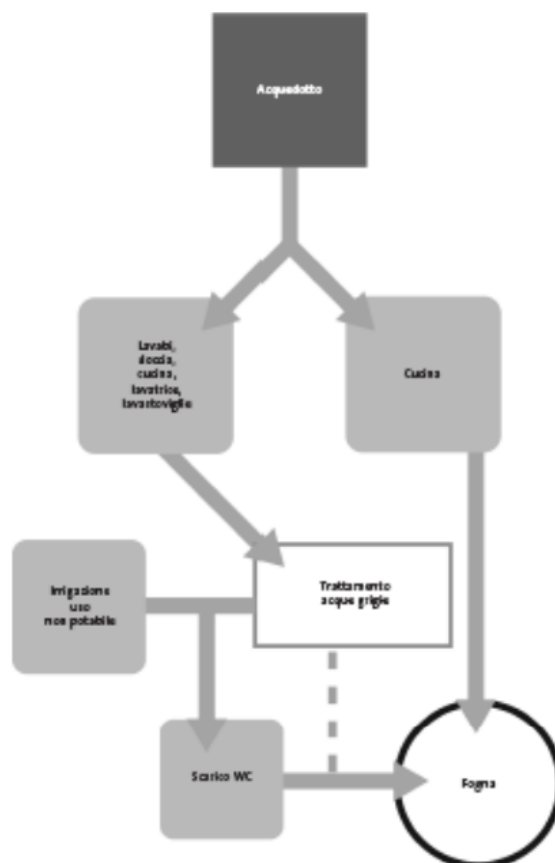 Acquedotto
Lavabi,
doccia,
cucina,
lavatrice,
lavastoviglie
Cucina
Trattamento
acque grigie
Irrigazione
uso
non potabile
Scarico WC
Fogna